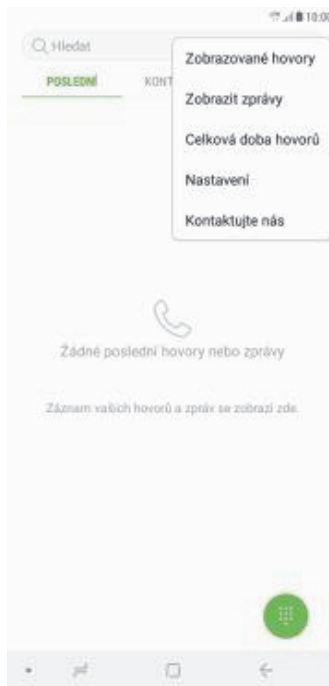 10:00
Hledat
Zobrazované hovory
POSLEDNÍ
KONT
Zobrazit zprávy
Celková doba hovorů
Nastavení
Kontaktujte nás
Žádné poslední hovory nebo zprávy
Záznam vašich hovorů a zpráv se zobrazí zde.